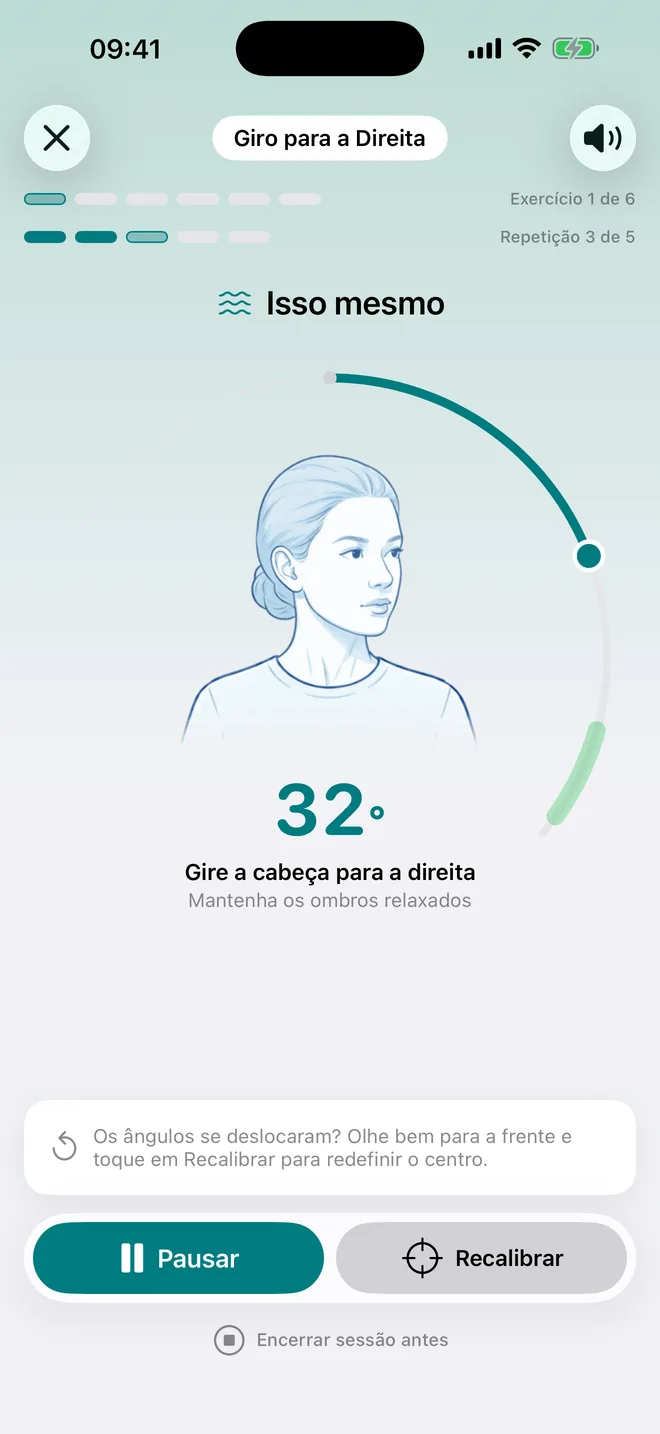 09:41
Giro para a Direita
Exercício 1 de 6
Repetição 3 de 5
Isso mesmo
32°
Gire a cabeça para a direita
Mantenha os ombros relaxados
Os ângulos se deslocaram? Olhe bem para a frente e
toque em Recalibrar para redefinir o centro.
Pausar
Recalibrar
Encerrar sessão antes